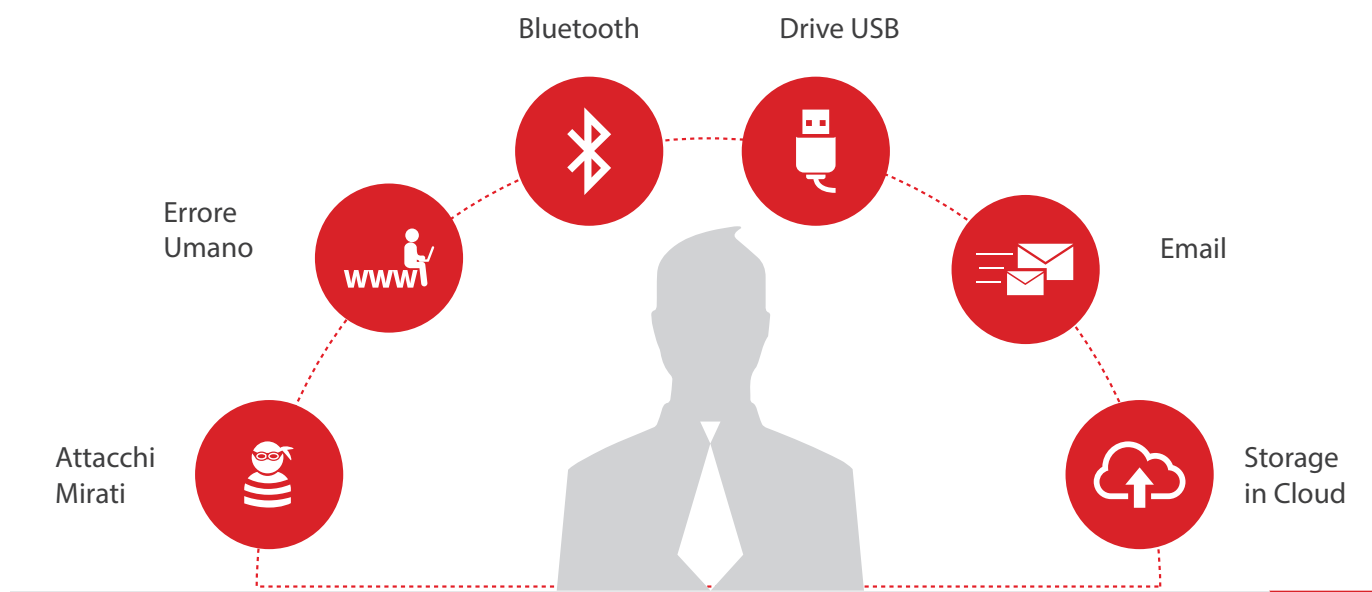 Bluetooth
Drive USB
Errore
Umano
www
Email
Attacchi
Mirati
Storage
in Cloud